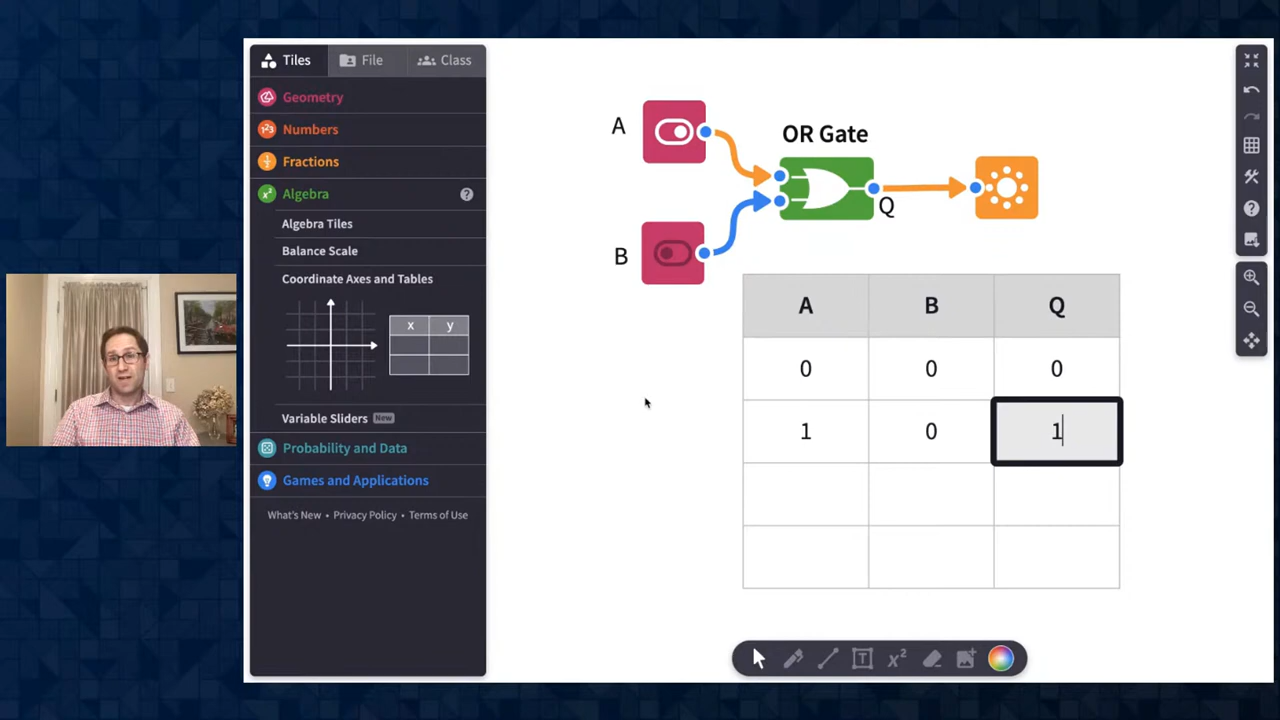 Tiles File Class
Geometry
Numbers
Fractions
Algebra ?
Algebra Tiles
Balance Scale
Coordinate Axes and Tables
x y
Variable Sliders New
Probability and Data
Games and Applications
What's New • Privacy Policy • Terms of Use
A
OR Gate
Q
B
A B Q
0 0 0
1 0 1
T x²